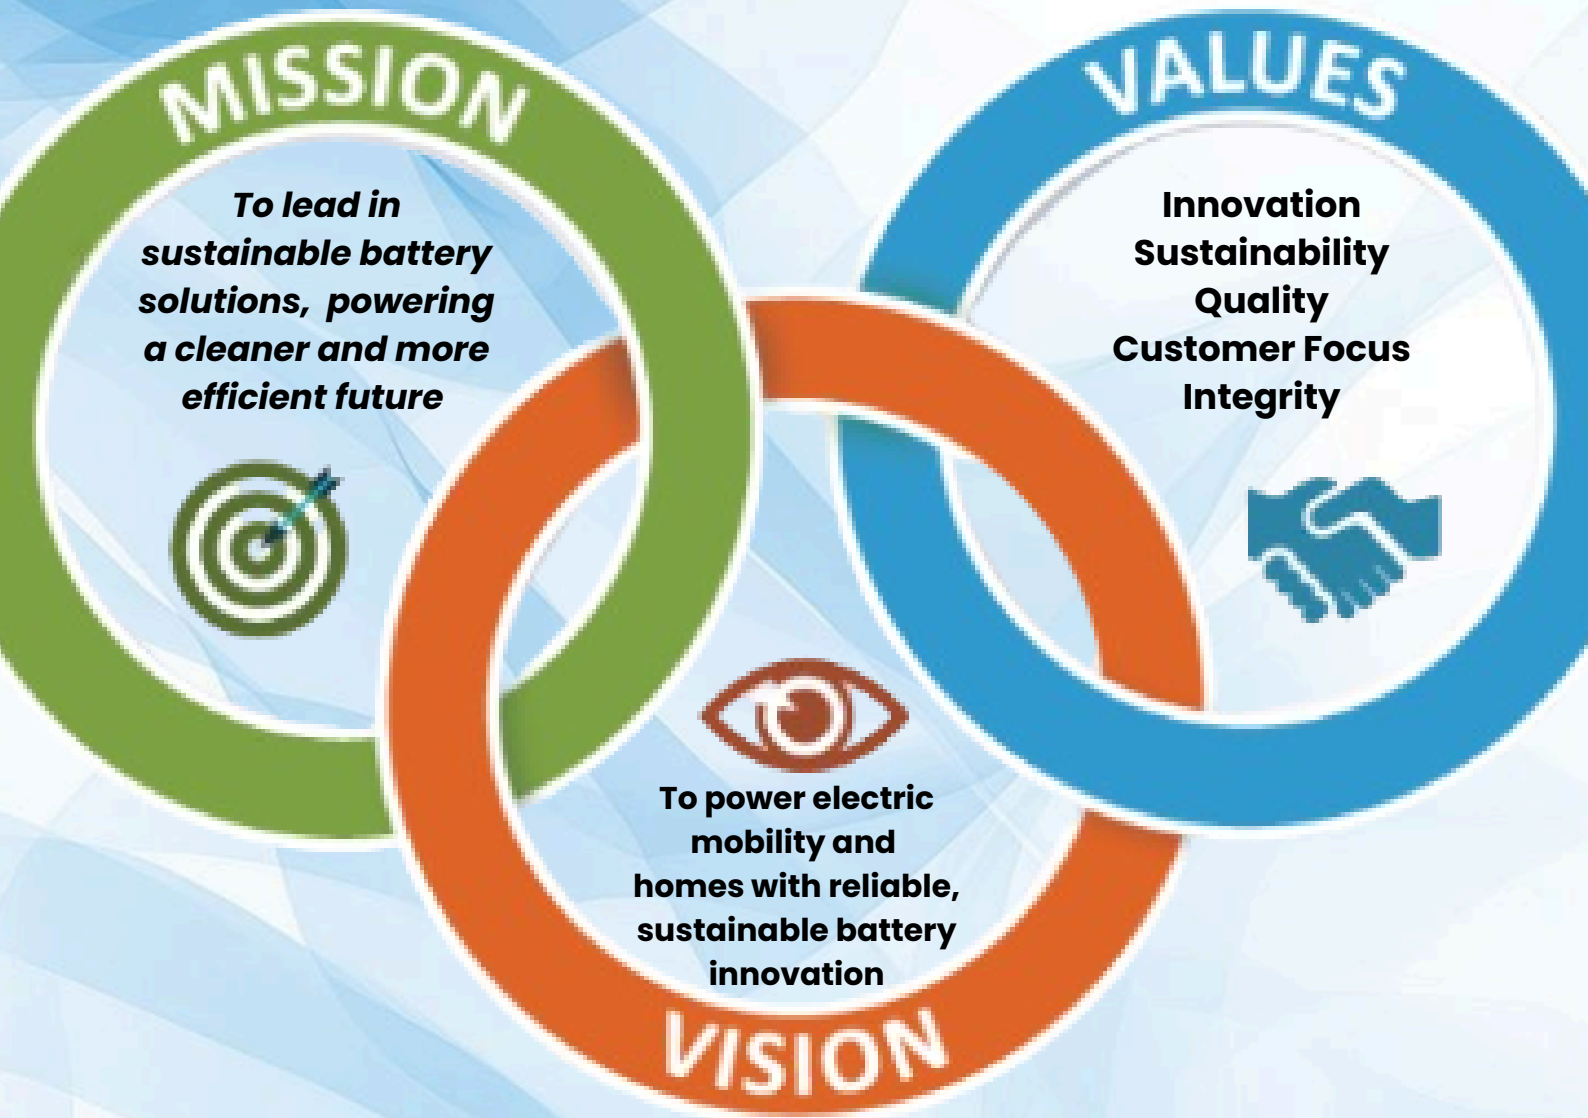 MISSION
To lead in
sustainable battery
solutions, powering
a cleaner and more
efficient future
VALUES
Innovation
Sustainability
Quality
Customer Focus
Integrity
To power electric
mobility and
homes with reliable,
sustainable battery
innovation
VISION